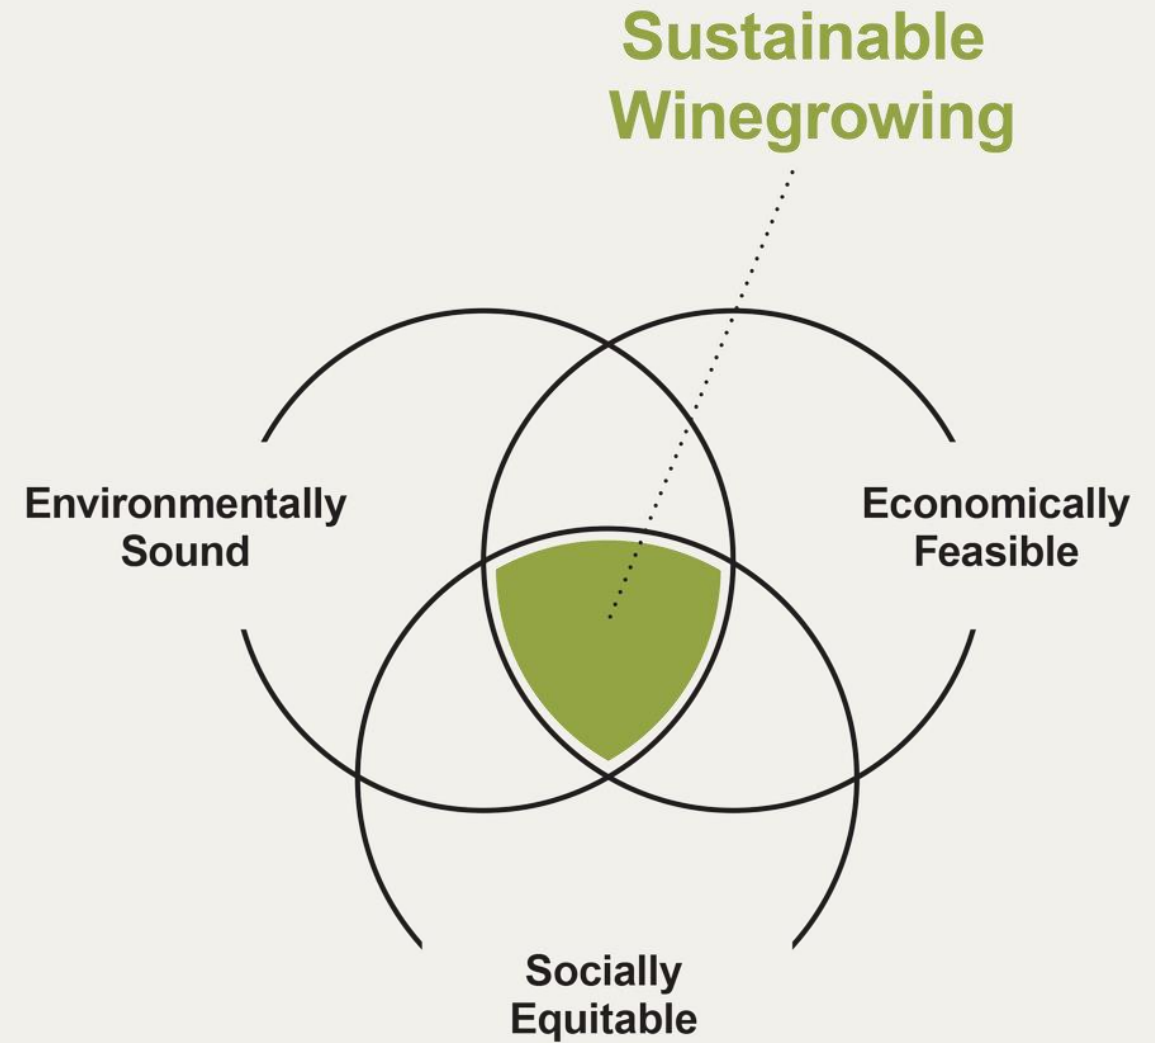 Sustainable
Winegrowing
Environmentally
Sound
Economically
Feasible
Socially
Equitable